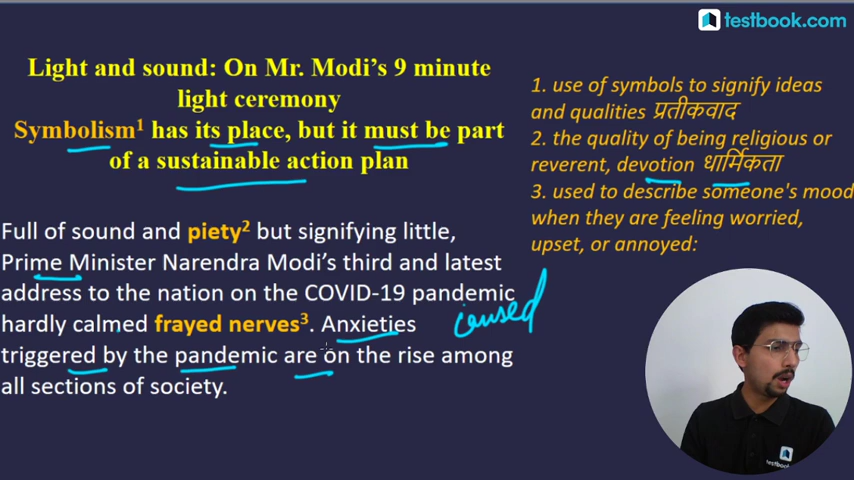 testbook.com
Light and sound: On Mr. Modi's 9 minute
light ceremony
Symbolism¹ has its place, but it must be part
of a sustainable action plan
Full of sound and piety² but signifying little,
Prime Minister Narendra Modi's third and latest
address to the nation on the COVID-19 pandemic
hardly calmed frayed nerves³. Anxieties
triggered by the pandemic are on the rise among
all sections of society.
caused
1. use of symbols to signify ideas
and qualities प्रतीकवाद
2. the quality of being religious or
reverent, devotion धार्मिकता
3. used to describe someone's mood
when they are feeling worried,
upset, or annoyed:
testbook.com